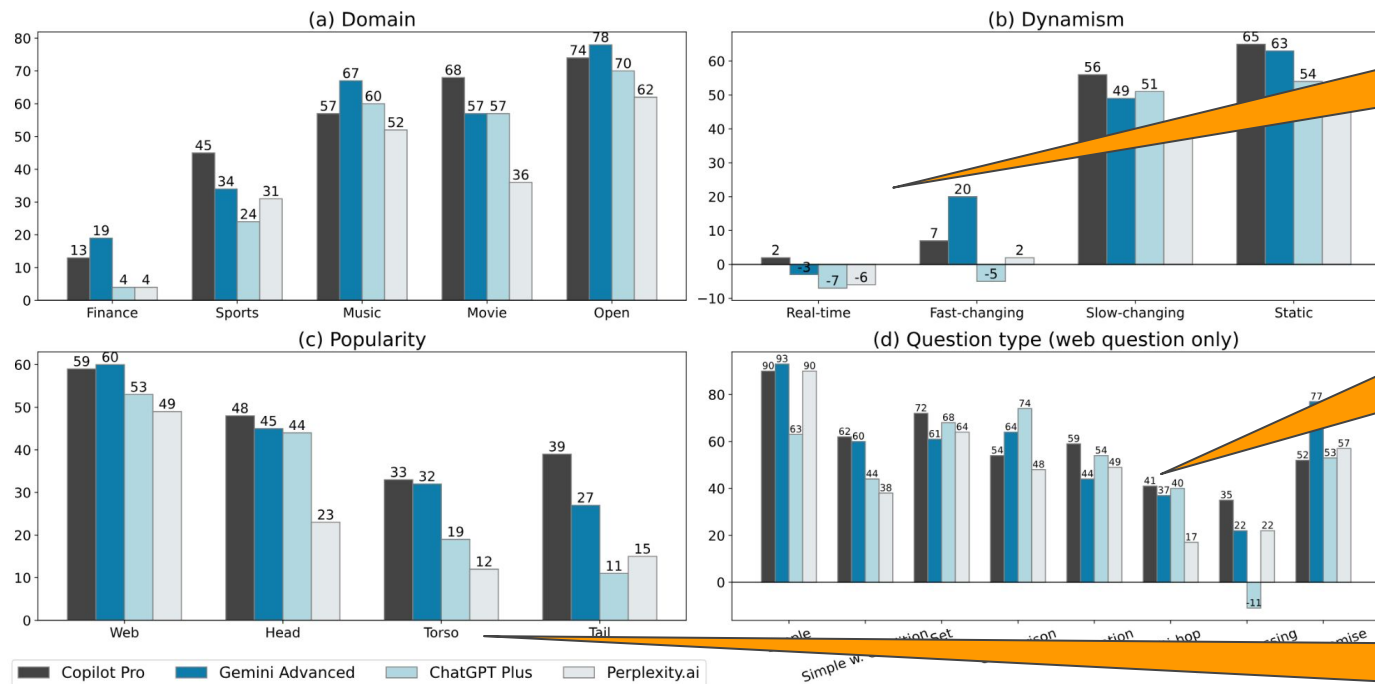 (a) Domain
80
70
60
50
40
30
20
10
0
13 19 4 4
45 34 24 31
57 67 60 52
68 57 57 36
74 78 70 62
Finance Sports Music Movie Open
(b) Dynamism
60
50
40
30
20
10
0
−10
2 -3 -7 -6
7 20 -5 2
56 49 51
65 63 54
Real-time Fast-changing Slow-changing Static
(c) Popularity
60
50
40
30
20
10
0
59 60 53 49
48 45 44 23
33 32 19 12
39 27 11 15
Web Head Torso Tail
(d) Question type (web question only)
80
60
40
20
0
90 93 63 90
62 60 44 38
72 61 68 64
54 64 74 48
59 44 54 49
41 37 40 17
35 22 -11 22
52 77 53 57
Simple w.
Set
Copilot Pro Gemini Advanced ChatGPT Plus Perplexity.ai